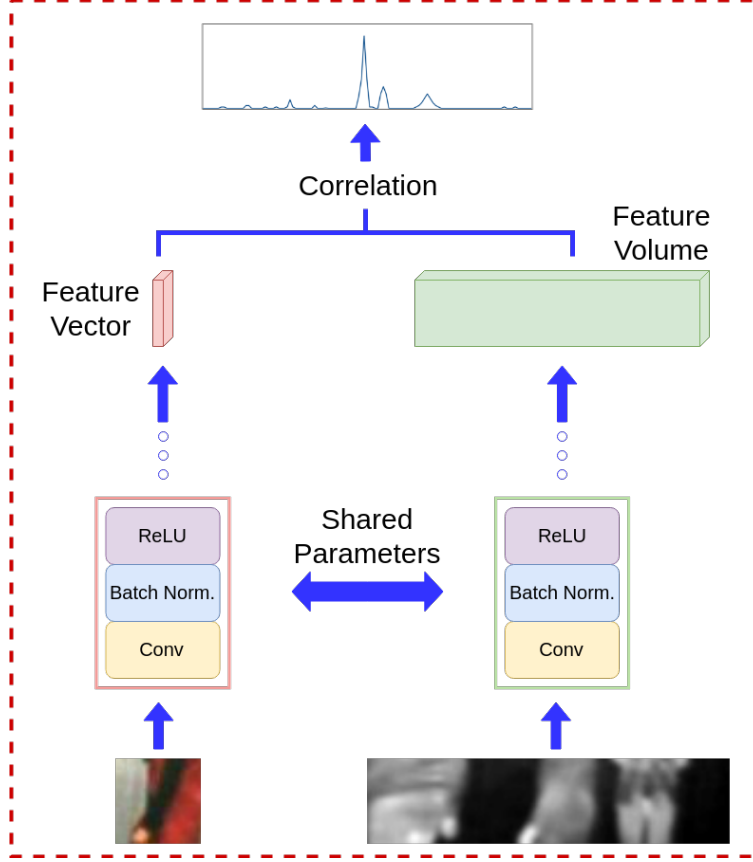 Correlation
Feature
Volume
Feature
Vector
Shared
Parameters
ReLU
Batch Norm.
Conv
ReLU
Batch Norm.
Conv